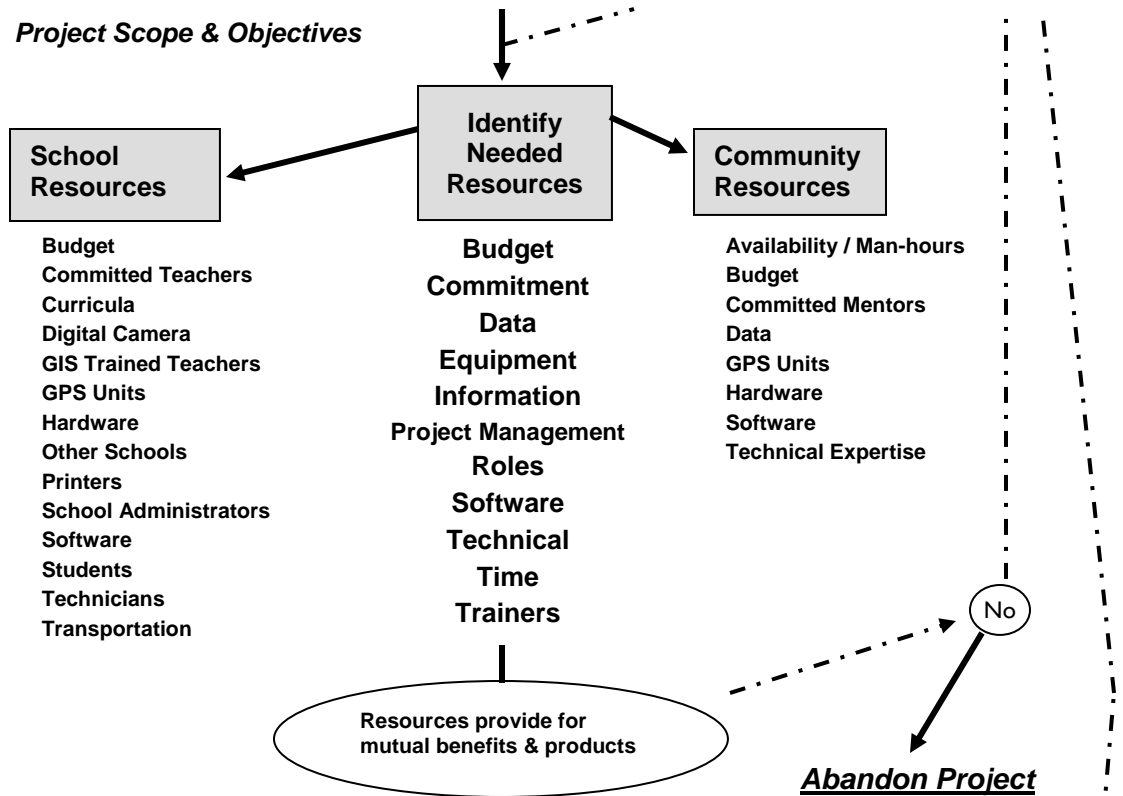 Project Scope & Objectives
Identify
Needed
Resources
School
Resources
Community
Resources
Budget
Committed Teachers
Curricula
Digital Camera
GIS Trained Teachers
GPS Units
Hardware
Other Schools
Printers
School Administrators
Software
Students
Technicians
Transportation
Budget
Commitment
Data
Equipment
Information
Project Management
Roles
Software
Technical
Time
Trainers
Availability / Man-hours
Budget
Committed Mentors
Data
GPS Units
Hardware
Software
Technical Expertise
No
Resources provide for
mutual benefits & products
Abandon Project